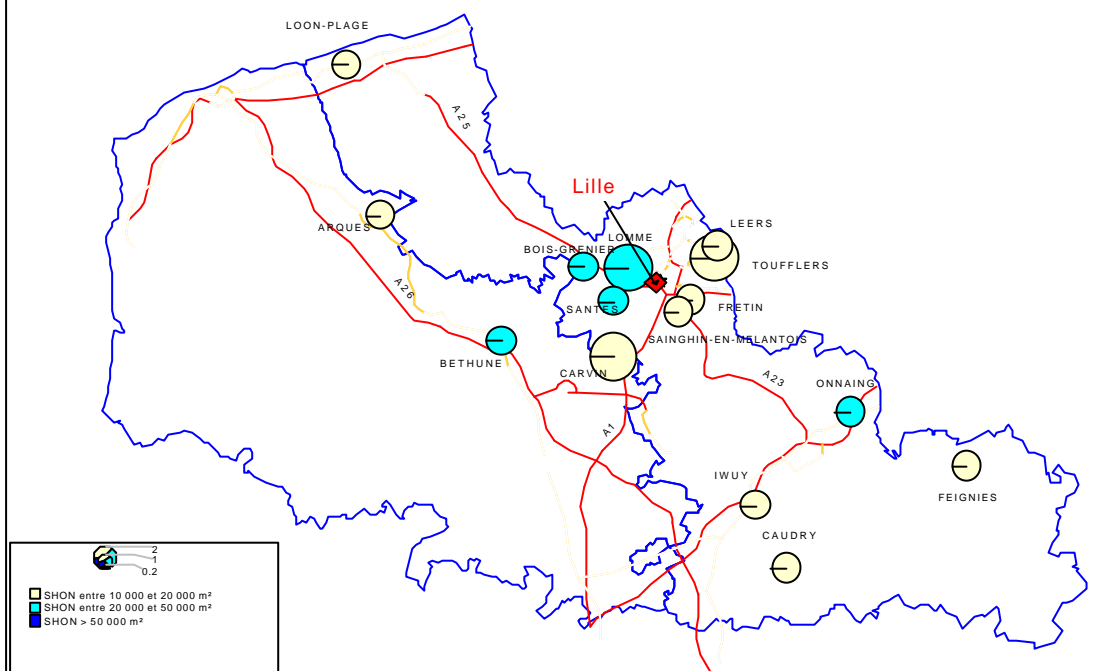 LOON-PLAGE
A25
Lille
LEERS
ARQUES
LOMME
BOIS-GRENIER
TOUFFLERS
A26
SANTES
FRETIN
SAINGHIN-EN-MELANTOIS
BETHUNE
CARVIN
A23
ONNAING
A1
IWUY
FEIGNIES
CAUDRY
2
1
0.2
SHON entre 10 000 et 20 000 m²
SHON entre 20 000 et 50 000 m²
SHON > 50 000 m²